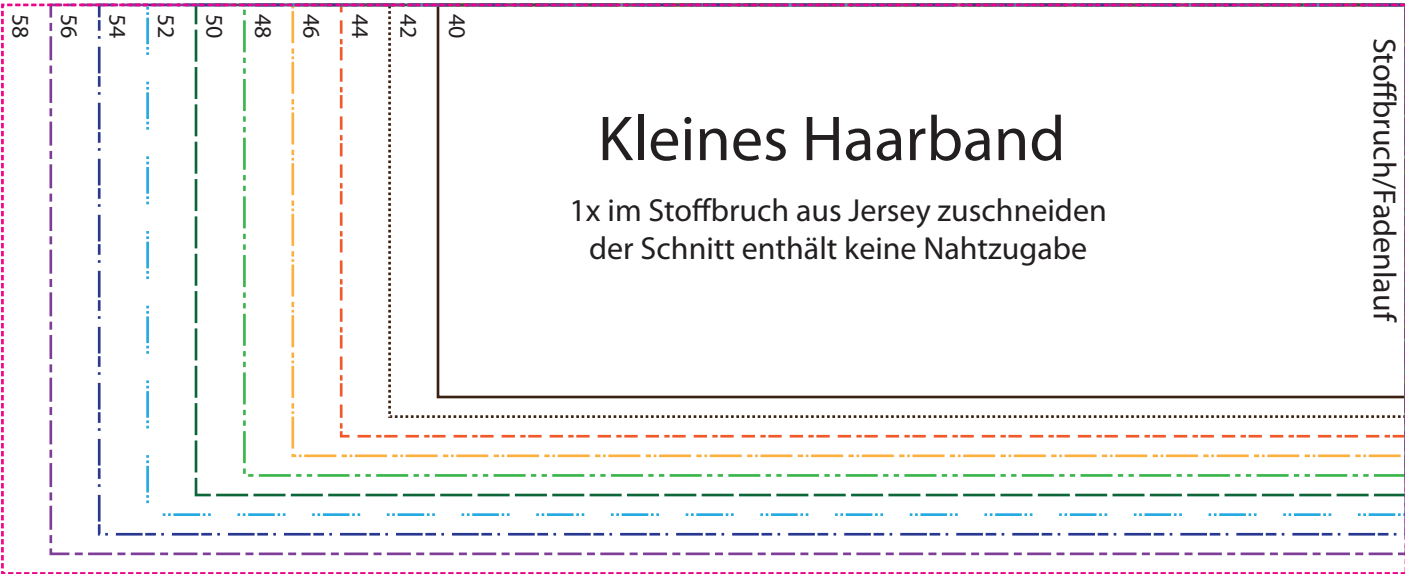 58
56
54
52
50
48
46
44
42
40
Kleines Haarband
1x im Stoffbruch aus Jersey zuschneiden
der Schnitt enthält keine Nahtzugabe
Stoffbruch/Fadenlauf